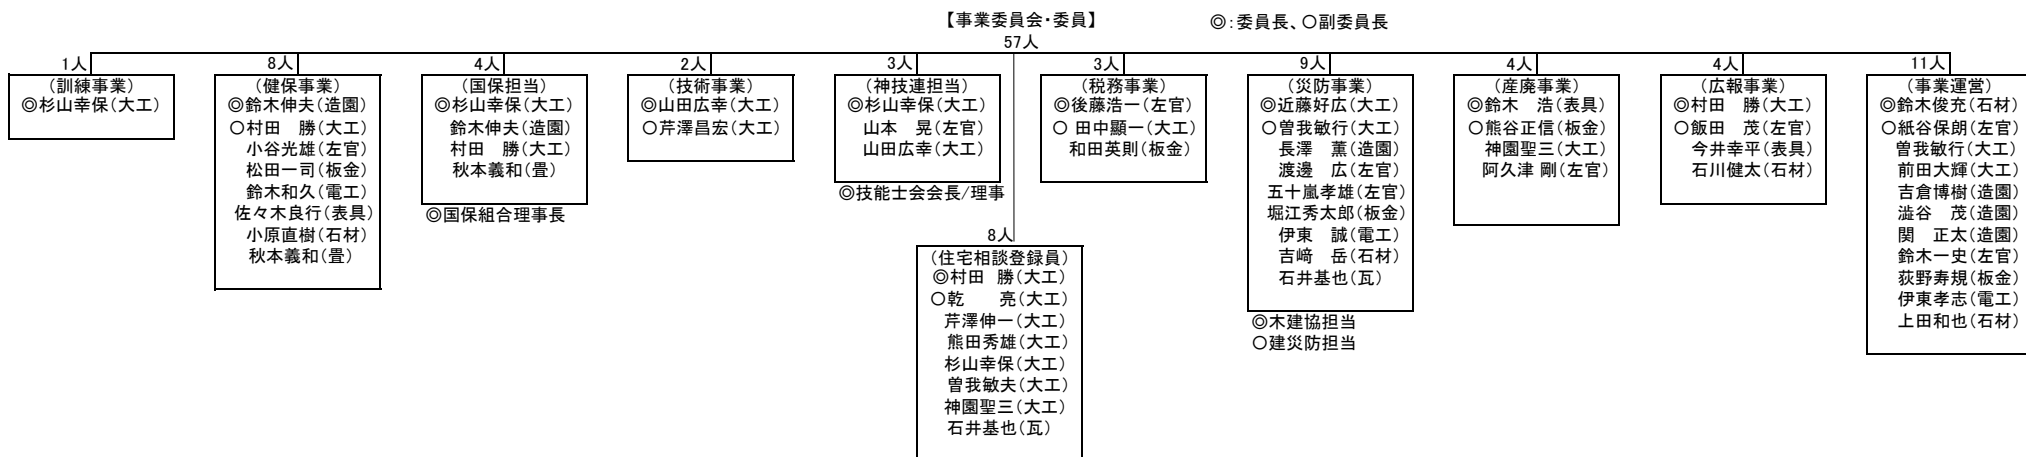 【事業委員会・委員】
◎:委員長、○副委員長
57人
1人
(訓練事業)
◎杉山幸保(大工)
8人
(健保事業)
◎鈴木伸夫(造園)
○村田　勝(大工)
小谷光雄(左官)
松田一司(板金)
鈴木和久(電工)
佐々木良行(表具)
小原直樹(石材)
秋本義和(畳)
4人
(国保担当)
◎杉山幸保(大工)
鈴木伸夫(造園)
村田　勝(大工)
秋本義和(畳)
◎国保組合理事長
2人
(技術事業)
◎山田広幸(大工)
○芹澤昌宏(大工)
3人
(神技連担当)
◎杉山幸保(大工)
山本　晃(左官)
山田広幸(大工)
◎技能士会会長/理事
8人
(住宅相談登録員)
◎村田　勝(大工)
○乾　　亮(大工)
芹澤伸一(大工)
熊田秀雄(大工)
杉山幸保(大工)
曽我敏夫(大工)
神園聖三(大工)
石井基也(瓦)
3人
(税務事業)
◎後藤浩一(左官)
○ 田中顯一(大工)
和田英則(板金)
9人
(災防事業)
◎近藤好広(大工)
○曽我敏行(大工)
長澤　薫(造園)
渡邊　広(左官)
五十嵐孝雄(左官)
堀江秀太郎(板金)
伊東　誠(電工)
吉﨑　岳(石材)
石井基也(瓦)
◎木建協担当
○建災防担当
4人
(産廃事業)
◎鈴木　浩(表具)
○熊谷正信(板金)
神園聖三(大工)
阿久津 剛(左官)
4人
(広報事業)
◎村田　勝(大工)
○飯田　茂(左官)
今井幸平(表具)
石川健太(石材)
11人
(事業運営)
◎鈴木俊充(石材)
○紙谷保朗(左官)
曽我敏行(大工)
前田大輝(大工)
吉倉博樹(造園)
澁谷　茂(造園)
関　正太(造園)
鈴木一史(左官)
荻野寿規(板金)
伊東孝志(電工)
上田和也(石材)